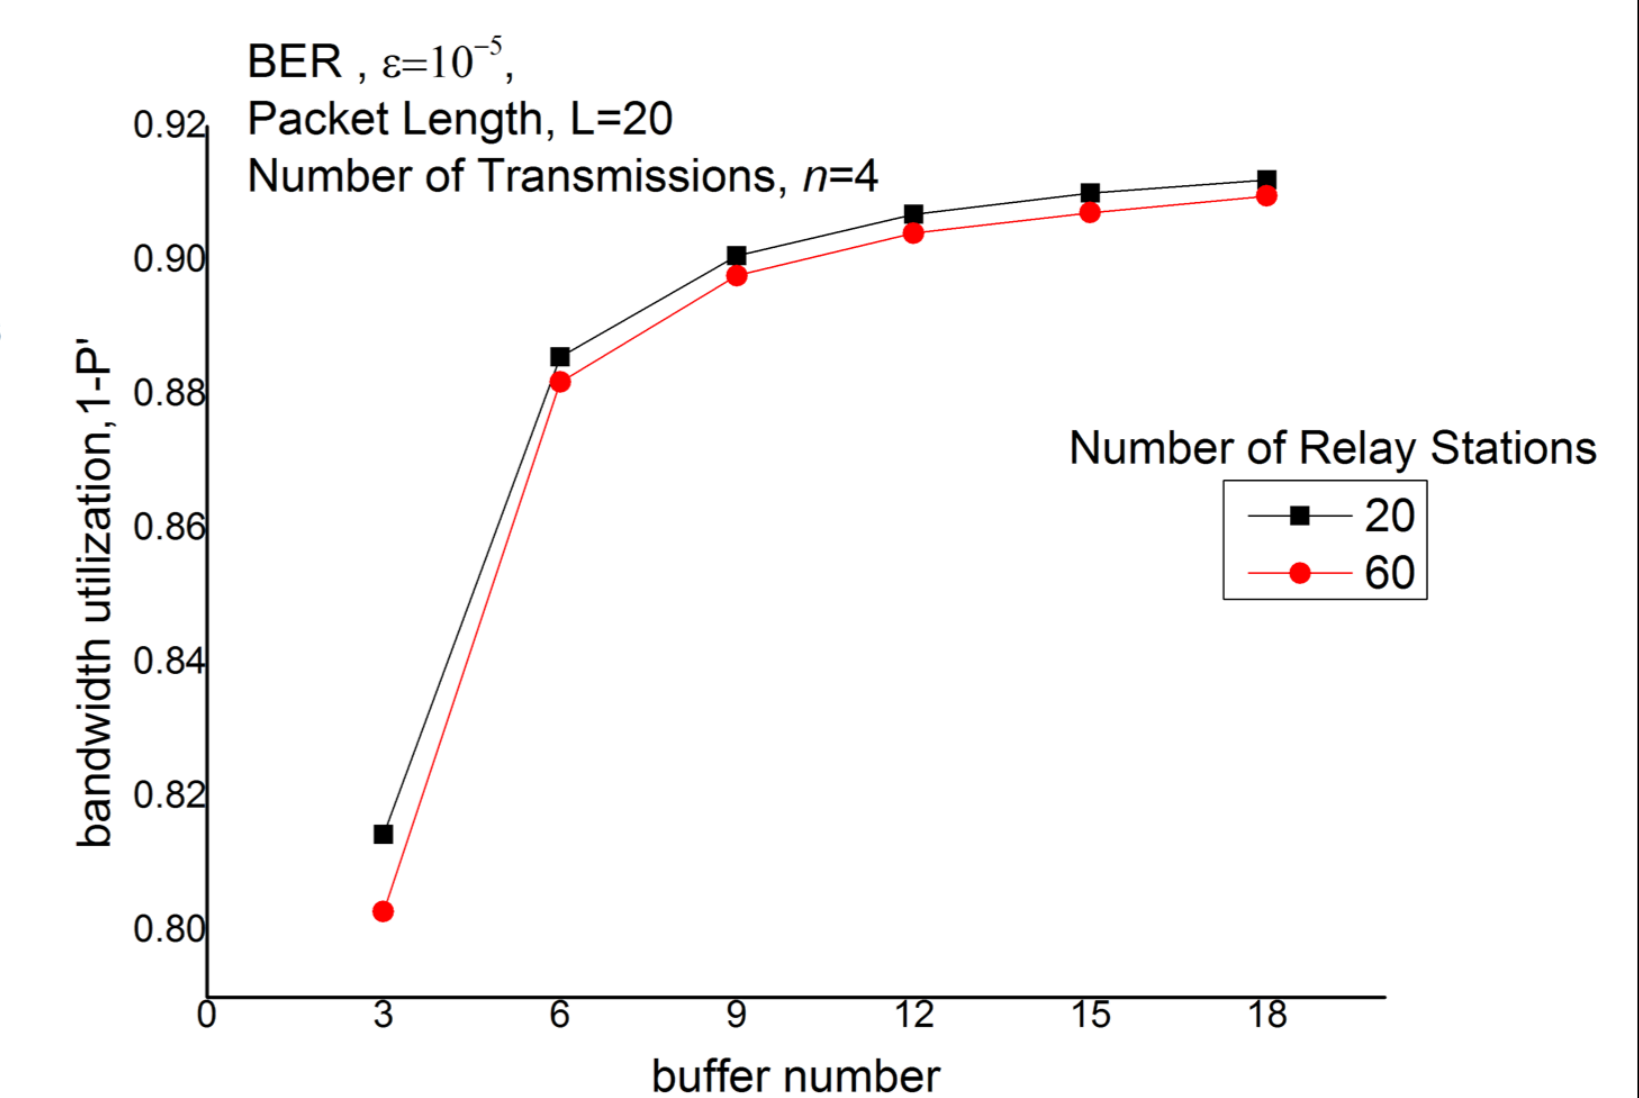 BER , ε=10⁻⁵,
Packet Length, L=20
Number of Transmissions, n=4
0.92
0.90
0.88
0.86
0.84
0.82
0.80
bandwidth utilization, 1-P'
Number of Relay Stations
20
60
0 3 6 9 12 15 18
buffer number